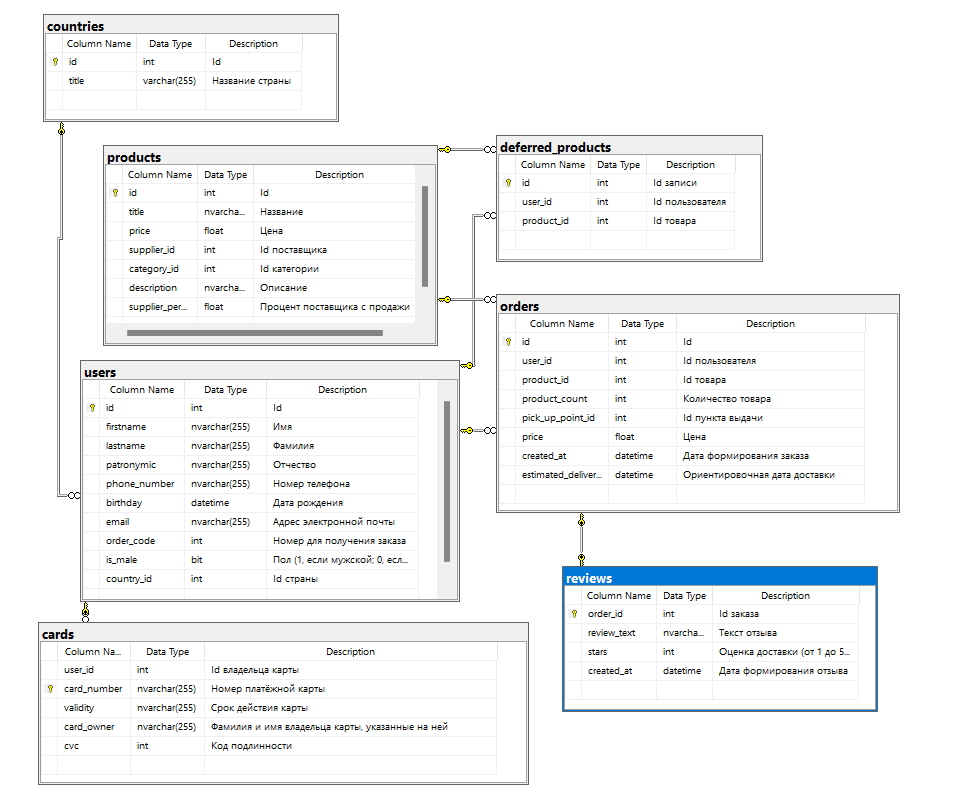 countries
Column Name Data Type Description
id int Id
title varchar(255) Название страны
products
Column Name Data Type Description
id int Id
title nvarcha... Название
price float Цена
supplier_id int Id поставщика
category_id int Id категории
description nvarcha... Описание
supplier_per... float Процент поставщика с продажи
deferred_products
Column Name Data Type Description
id int Id записи
user_id int Id пользователя
product_id int Id товара
orders
Column Name Data Type Description
id int Id
user_id int Id пользователя
product_id int Id товара
product_count int Количество товара
pick_up_point_id int Id пункта выдачи
price float Цена
created_at datetime Дата формирования заказа
estimated_deliver... datetime Ориентировочная дата доставки
users
Column Name Data Type Description
id int Id
firstname nvarchar(255) Имя
lastname nvarchar(255) Фамилия
patronymic nvarchar(255) Отчество
phone_number nvarchar(255) Номер телефона
birthday datetime Дата рождения
email nvarchar(255) Адрес электронной почты
order_code int Номер для получения заказа
is_male bit Пол (1, если мужской; 0, есл...
country_id int Id страны
reviews
Column Name Data Type Description
order_id int Id заказа
review_text nvarcha... Текст отзыва
stars int Оценка доставки (от 1 до 5...
created_at datetime Дата формирования отзыва
cards
Column Na... Data Type Description
user_id int Id владельца карты
card_number nvarchar(255) Номер платёжной карты
validity nvarchar(255) Срок действия карты
card_owner nvarchar(255) Фамилия и имя владельца карты, указанные на ней
cvc int Код подлинности